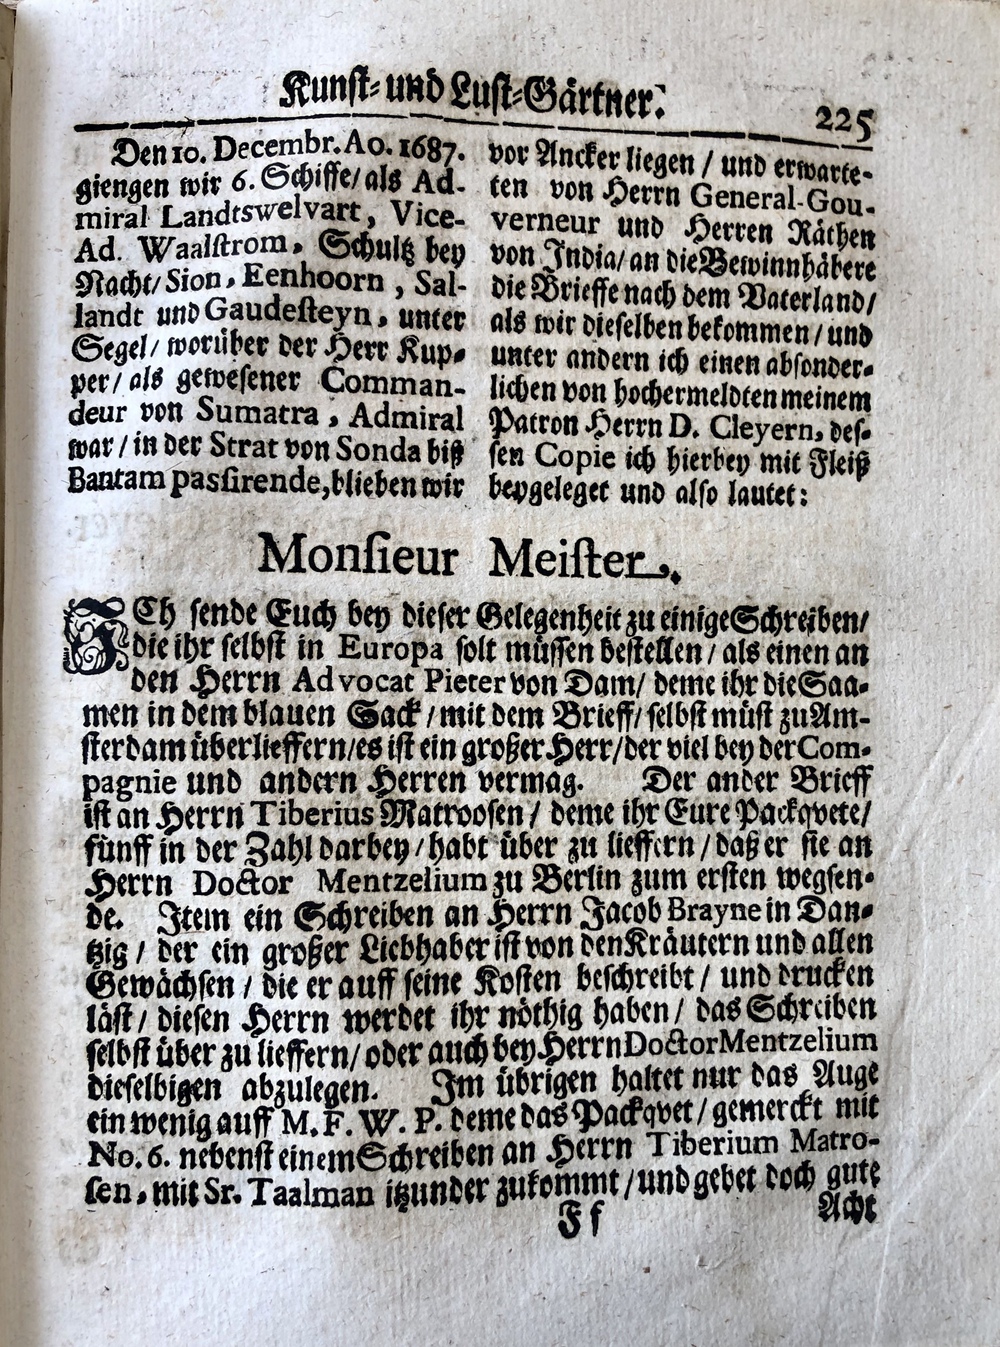 Kunst- und Lust-Gärtner.
225
Den 10. Decembr. Ao. 1687.
giengen wir 6. Schiffe/ als Ad-
miral Landtswelvart, Vice-
Ad. Waalstrom, Schultz bey
Nacht/ Sion, Eenhoorn, Sal-
landt und Gaudesteyn, unter
Segel/ worüber der Herr Kup-
per/ als gewesener Comman-
deur von Sumatra, Admiral
war/ in der Strat von Sonda biß
Bantam passirende, blieben wir
vor Ancker liegen / und erwarte-
ten von Herrn General-Gou-
verneur und Herren Räthen
von India/ an die Bewinnhäbere
die Brieffe nach dem Vaterland/
als wir dieselben bekommen / und
unter andern ich einen absonder-
lichen von hochermeldten meinem
Patron Herrn D. Cleyern, des-
sen Copie ich hierbey mit Fleiß
beygeleget und also lautet:
Monsieur Meister.
ICh sende Euch bey dieser Gelegenheit zu einige Schreiben/
die ihr selbst in Europa solt müssen bestellen / als einen an
den Herrn Advocat Pieter von Dam/ deme ihr die Saa-
men in dem blauen Sack / mit dem Brieff/ selbst müst zu Am-
sterdam überlieffern/ es ist ein großer Herr/ der viel bey der Com-
pagnie und andern Herren vermag. Der ander Brieff
ist an Herrn Tiberius Matroosen / deme ihr Eure Packqvete/
fünff in der Zahl darbey / habt über zu lieffern / daß er sie an
Herrn Doctor Mentzelium zu Berlin zum ersten wegsen-
de. Item ein Schreiben an Herrn Jacob Brayne in Dan-
tzig / der ein großer Liebhaber ist von den Kräutern und allen
Gewächsen / die er auff seine Kosten beschreibt / und drucken
läst / diesen Herrn werdet ihr nöthig haben / das Schreiben
selbst über zu lieffern/ oder auch bey Herrn Doctor Mentzelium
dieselbigen abzulegen. Im übrigen haltet nur das Auge
ein wenig auff M. F. W. P. deme das Packqvet / gemerckt mit
No. 6. nebenst einem Schreiben an Herrn Tiberium Matro-
sen, mit Sr. Taalman itzunder zukommt / und gebet doch gute
Ff
Acht